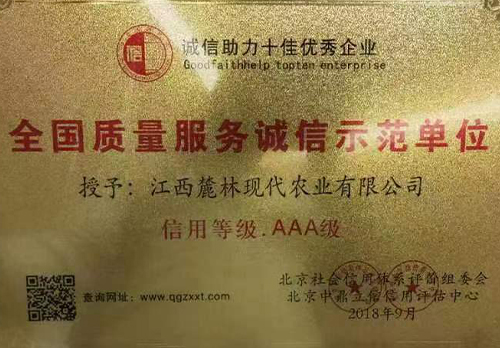 诚信助力十佳优秀企业
Goodfaithhelp toptan enterprise
全国质量服务诚信示范单位
授予：江西麓林现代农业有限公司
信用等级.AAA级
北京社会信用体系评价组委会
查询网址：www.qgzxxt.com
北京中鼎立信信用评估中心
2018年9月